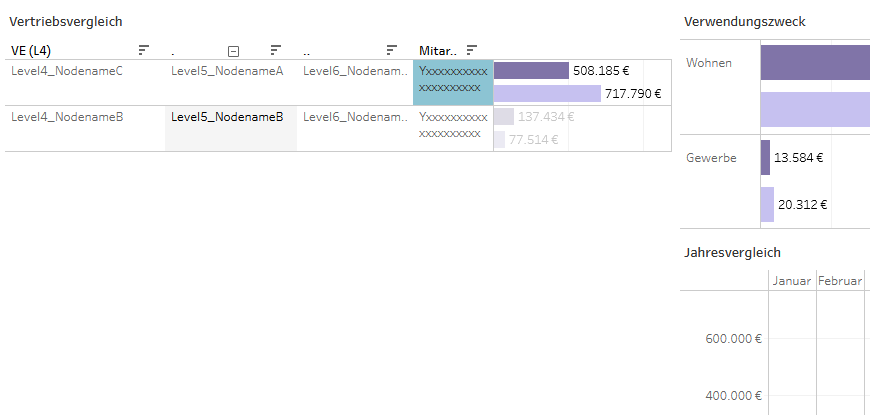 Vertriebsvergleich
VE (L4) . .. Mitar..
Level4_NodenameC Level5_NodenameA Level6_Nodenam.. Yxxxxxxxxxx
xxxxxxxxxx
508.185 €
717.790 €
Level4_NodenameB Level5_NodenameB Level6_Nodenam.. Yxxxxxxxxxx
xxxxxxxxxx
137.434 €
77.514 €
Verwendungszweck
Wohnen
Gewerbe
13.584 €
20.312 €
Jahresvergleich
Januar Februar
600.000 €
400.000 €